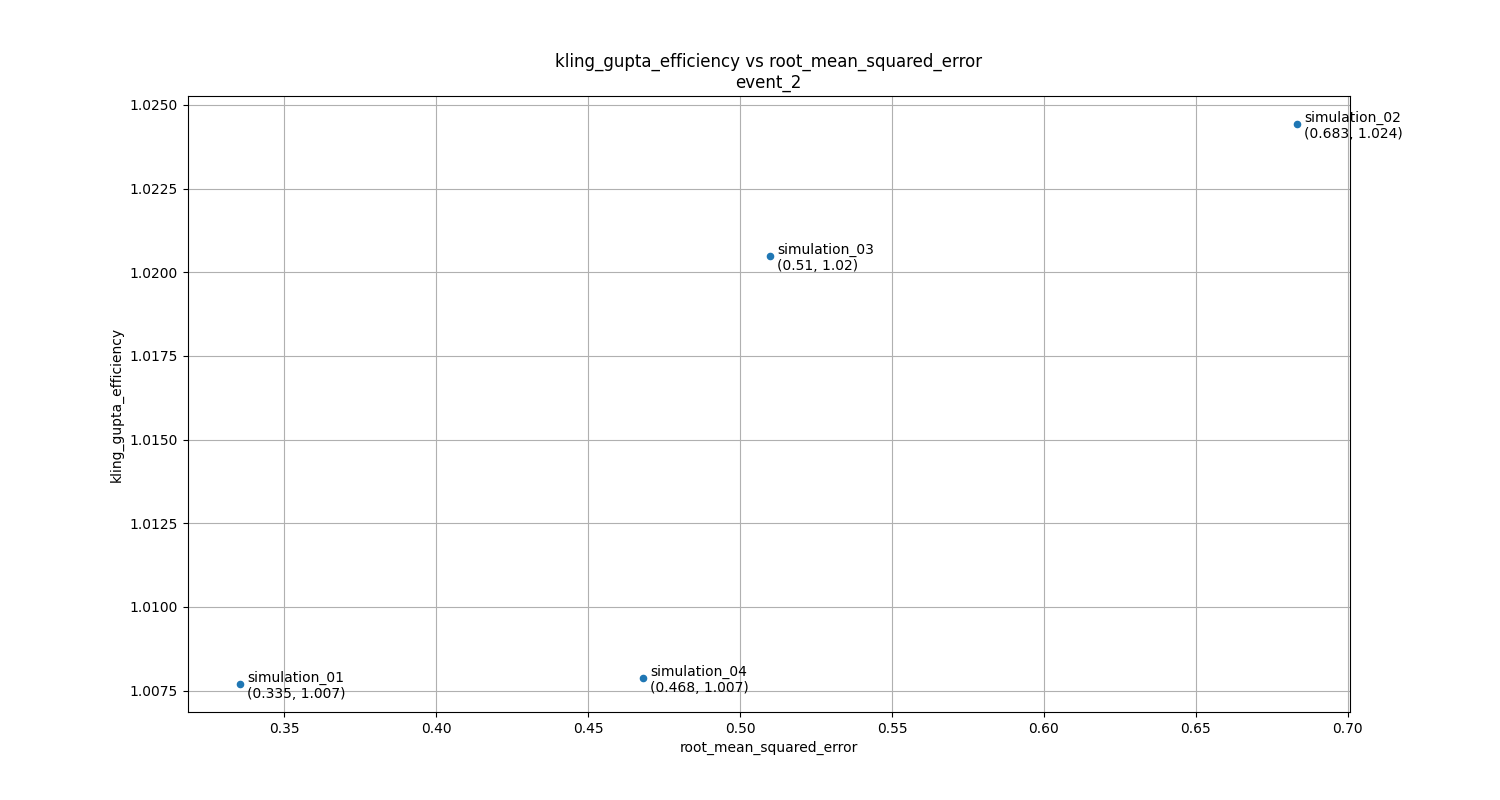 kling_gupta_efficiency vs root_mean_squared_error
event_2
1.0250
simulation_02
(0.683, 1.024)
1.0225
simulation_03
(0.51, 1.02)
1.0200
kling_gupta_efficiency
1.0175
1.0150
1.0125
1.0100
simulation_01
(0.335, 1.007)
simulation_04
(0.468, 1.007)
1.0075
0.35
0.40
0.45
0.50
0.55
0.60
0.65
0.70
root_mean_squared_error